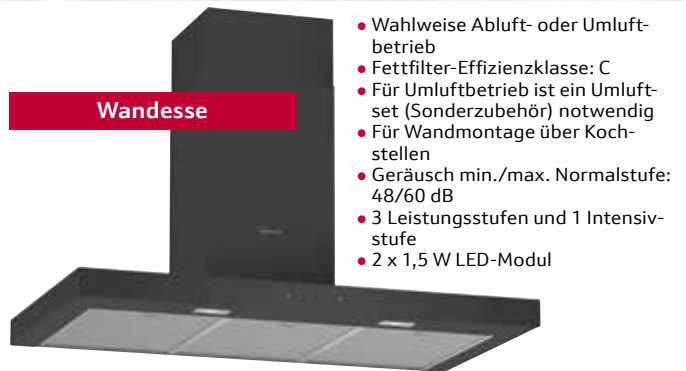 Wandesse
• Wahlweise Abluft- oder Umluft-
betrieb
• Fettfilter-Effizienzklasse: C
• Für Umluftbetrieb ist ein Umluft-
set (Sonderzubehör) notwendig
• Für Wandmontage über Koch-
stellen
• Geräusch min./max. Normalstufe:
48/60 dB
• 3 Leistungsstufen und 1 Intensiv-
stufe
• 2 x 1,5 W LED-Modul